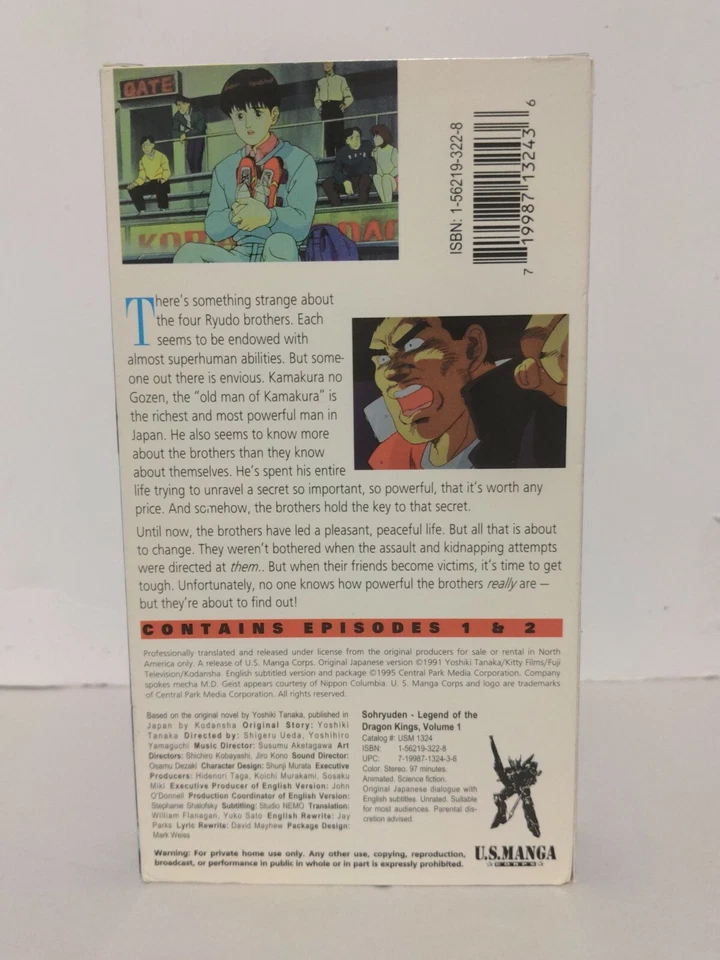 GATE
KOD
DAC
ISBN: 1-56219-322-8
7 19987 13243 6
There's something strange about
the four Ryudo brothers. Each
seems to be endowed with
almost superhuman abilities. But some-
one out there is envious. Kamakura no
Gozen, the "old man of Kamakura" is
the richest and most powerful man in
Japan. He also seems to know more
about the brothers than they know
about themselves. He's spent his entire
life trying to unravel a secret so important, so powerful, that it's worth any
price. And somehow, the brothers hold the key to that secret.
Until now, the brothers have led a pleasant, peaceful life. But all that is about
to change. They weren't bothered when the assault and kidnapping attempts
were directed at them.. But when their friends become victims, it's time to get
tough. Unfortunately, no one knows how powerful the brothers really are —
but they're about to find out!
CONTAINS EPISODES 1 & 2
Professionally translated and released under license from the original producers for sale or rental in North
America only. A release of U.S. Manga Corps. Original Japanese version ©1991 Yoshiki Tanaka/Kitty Films/Fuji
Television/Kodansha. English subtitled version and package ©1995 Central Park Media Corporation. Company
spokes mecha M.D. Geist appears courtesy of Nippon Columbia. U. S. Manga Corps and logo are trademarks
of Central Park Media Corporation. All rights reserved.
Based on the original novel by Yoshiki Tanaka, published in
Japan by Kodansha Original Story: Yoshiki
Tanaka Directed by: Shigeru Ueda, Yoshihiro
Yamaguchi Music Director: Susumu Aketagawa Art
Directors: Shichiro Kobayashi, Jiro Kono Sound Director:
Osamu Dezaki Character Design: Shunji Murata Executive
Producers: Hidenori Taga, Koichi Murakami, Sosaku
Miki Executive Producer of English Version: John
O'Donnell Production Coordinator of English Version:
Stephanie Shalofsky Subtitling: Studio NEMO Translation:
William Flanagan, Yuko Sato English Rewrite: Jay
Parks Lyric Rewrite: David Mayhew Package Design:
Mark Weiss
Sohryuden - Legend of the
Dragon Kings, Volume 1
Catalog #: USM 1324
ISBN: 1-56219-322-8
UPC: 7-19987-1324-3-6
Color. Stereo. 97 minutes.
Animated. Science fiction.
Original Japanese dialogue with
English subtitles. Unrated. Suitable
for most audiences. Parental dis-
cretion advised.
U.S.MANGA
CORPS
Warning: For private home use only. Any other use, copying, reproduction,
broadcast, or performance in public in whole or in part is expressly prohibited.